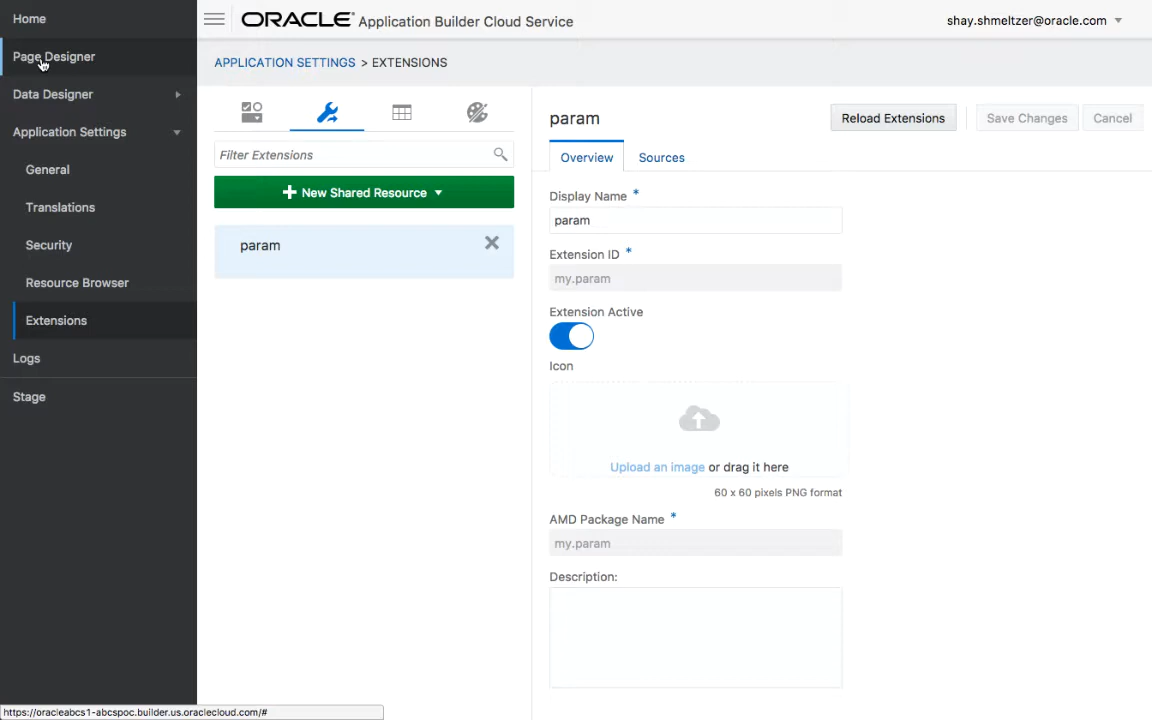 Home
Page Designer
Data Designer
Application Settings
General
Translations
Security
Resource Browser
Extensions
Logs
Stage
ORACLE Application Builder Cloud Service
shay.shmeltzer@oracle.com
APPLICATION SETTINGS > EXTENSIONS
Filter Extensions
New Shared Resource
param
param
Reload Extensions
Save Changes
Cancel
Overview
Sources
Display Name *
param
Extension ID *
my.param
Extension Active
Icon
Upload an image or drag it here
60 x 60 pixels PNG format
AMD Package Name *
my.param
Description:
https://oracleabcs1-abcspoc.builder.us.oraclecloud.com/#